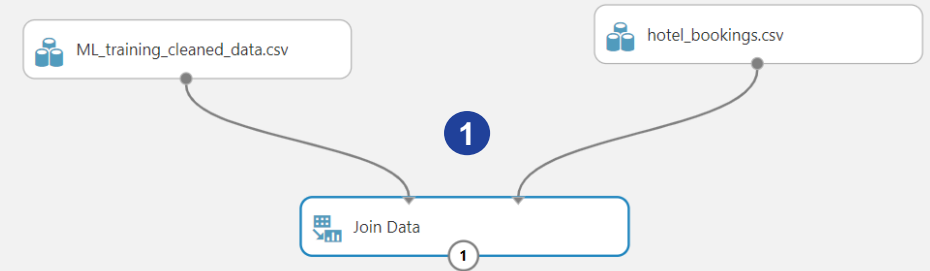 ML_training_cleaned_data.csv
hotel_bookings.csv
1
Join Data
1